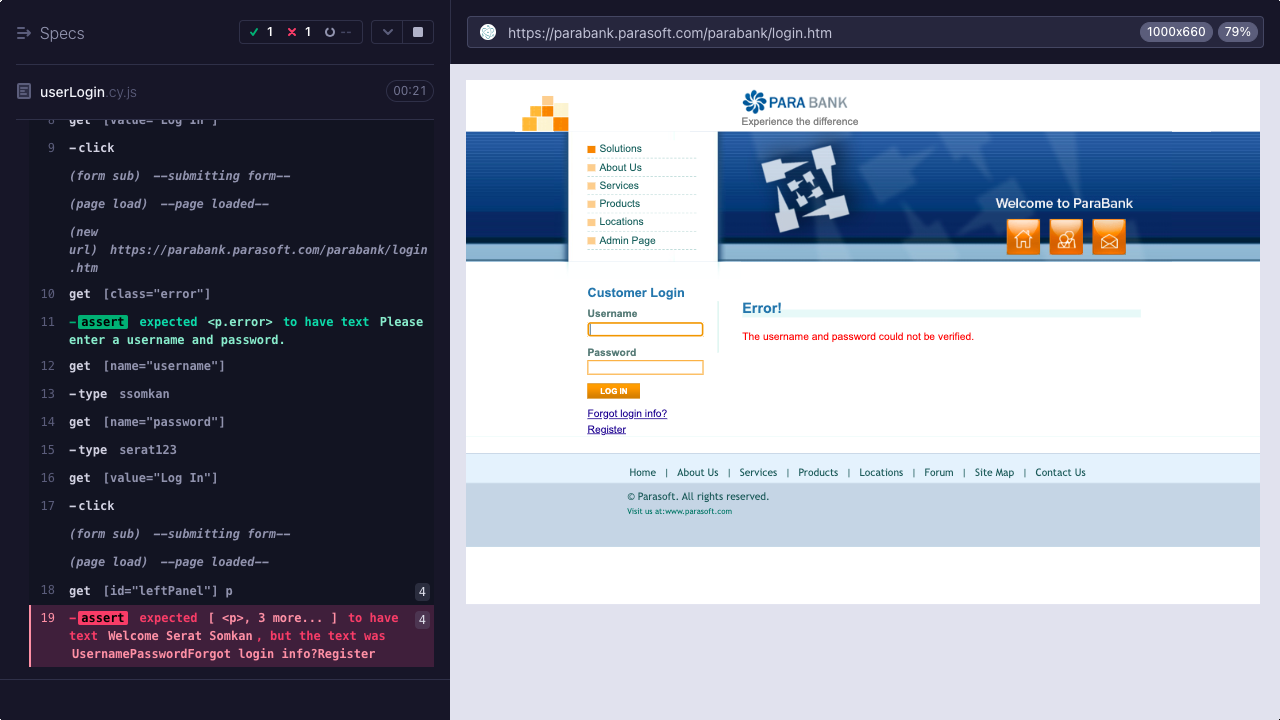 Specs
1 1 --
userLogin.cy.js
00:21
get [value="Log In"]
9 -click
(form sub) --submitting form--
(page load) --page loaded--
(new
url) https://parabank.parasoft.com/parabank/login
.htm
10 get [class="error"]
11 -assert expected <p.error> to have text Please
enter a username and password.
12 get [name="username"]
13 -type ssomkan
14 get [name="password"]
15 -type serat123
16 get [value="Log In"]
17 -click
(form sub) --submitting form--
(page load) --page loaded--
18 get [id="leftPanel"] p 4
19 -assert expected [ <p>, 3 more... ] to have 4
text Welcome Serat Somkan, but the text was
UsernamePasswordForgot login info?Register
https://parabank.parasoft.com/parabank/login.htm
1000x660 79%
PARA BANK
Experience the difference
Solutions
About Us
Services
Products
Locations
Admin Page
Welcome to ParaBank
Customer Login
Username
Password
LOG IN
Forgot login info?
Register
Error!
The username and password could not be verified.
Home | About Us | Services | Products | Locations | Forum | Site Map | Contact Us
© Parasoft. All rights reserved.
Visit us at:www.parasoft.com